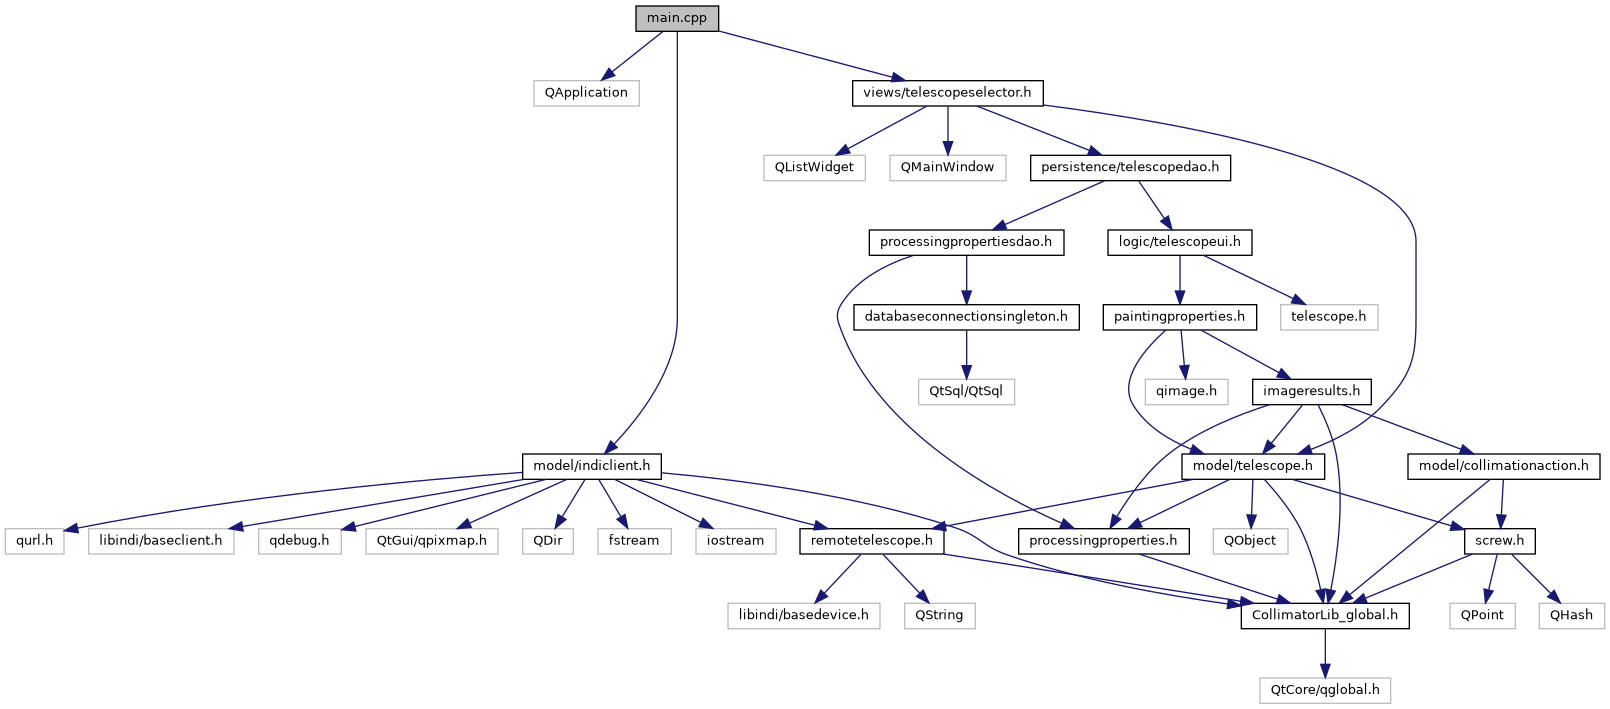 main.cpp
QApplication
views/telescopeselector.h
QListWidget
QMainWindow
persistence/telescopedao.h
processingpropertiesdao.h
logic/telescopeui.h
databaseconnectionsingleton.h
paintingproperties.h
telescope.h
QtSql/QtSql
qimage.h
imageresults.h
model/indiclient.h
model/telescope.h
model/collimationaction.h
qurl.h
libindi/baseclient.h
qdebug.h
QtGui/qpixmap.h
QDir
fstream
iostream
remotetelescope.h
processingproperties.h
QObject
screw.h
libindi/basedevice.h
QString
CollimatorLib_global.h
QPoint
QHash
QtCore/qglobal.h